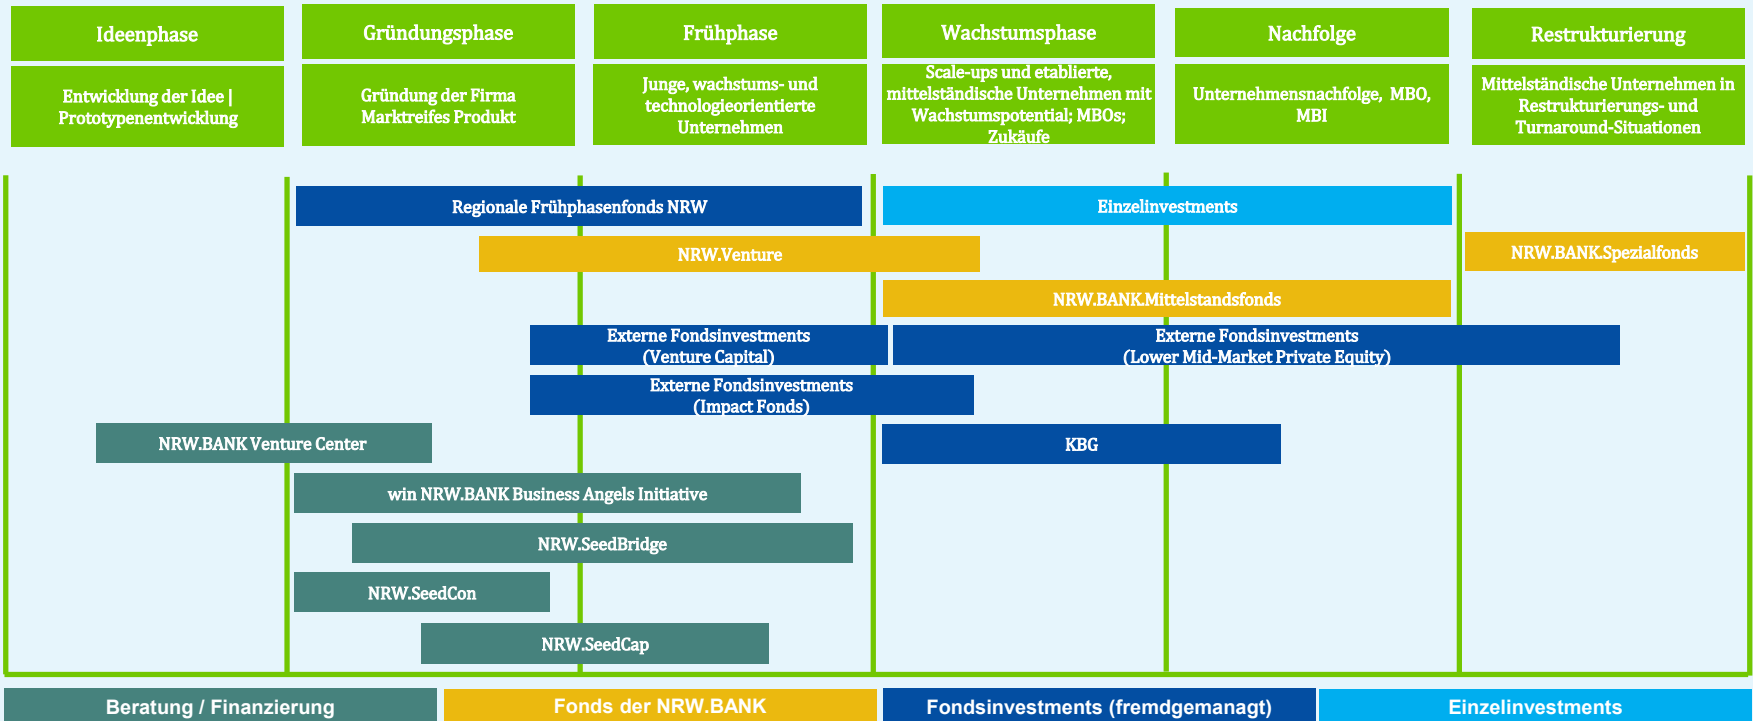 Ideenphase
Gründungsphase
Frühphase
Wachstumsphase
Nachfolge
Restrukturierung
Entwicklung der Idee |
Prototypenentwicklung
Gründung der Firma
Marktreifes Produkt
Junge, wachstums- und
technologieorientierte
Unternehmen
Scale-ups und etablierte,
mittelständische Unternehmen mit
Wachstumspotential; MBOs;
Zukäufe
Unternehmensnachfolge, MBO,
MBI
Mittelständische Unternehmen in
Restrukturierungs- und
Turnaround-Situationen
Regionale Frühphasenfonds NRW
Einzelinvestments
NRW.Venture
NRW.BANK.Spezialfonds
NRW.BANK.Mittelstandsfonds
Externe Fondsinvestments
(Venture Capital)
Externe Fondsinvestments
(Lower Mid-Market Private Equity)
Externe Fondsinvestments
(Impact Fonds)
NRW.BANK Venture Center
KBG
win NRW.BANK Business Angels Initiative
NRW.SeedBridge
NRW.SeedCon
NRW.SeedCap
Beratung / Finanzierung
Fonds der NRW.BANK
Fondsinvestments (fremdgemanagt)
Einzelinvestments